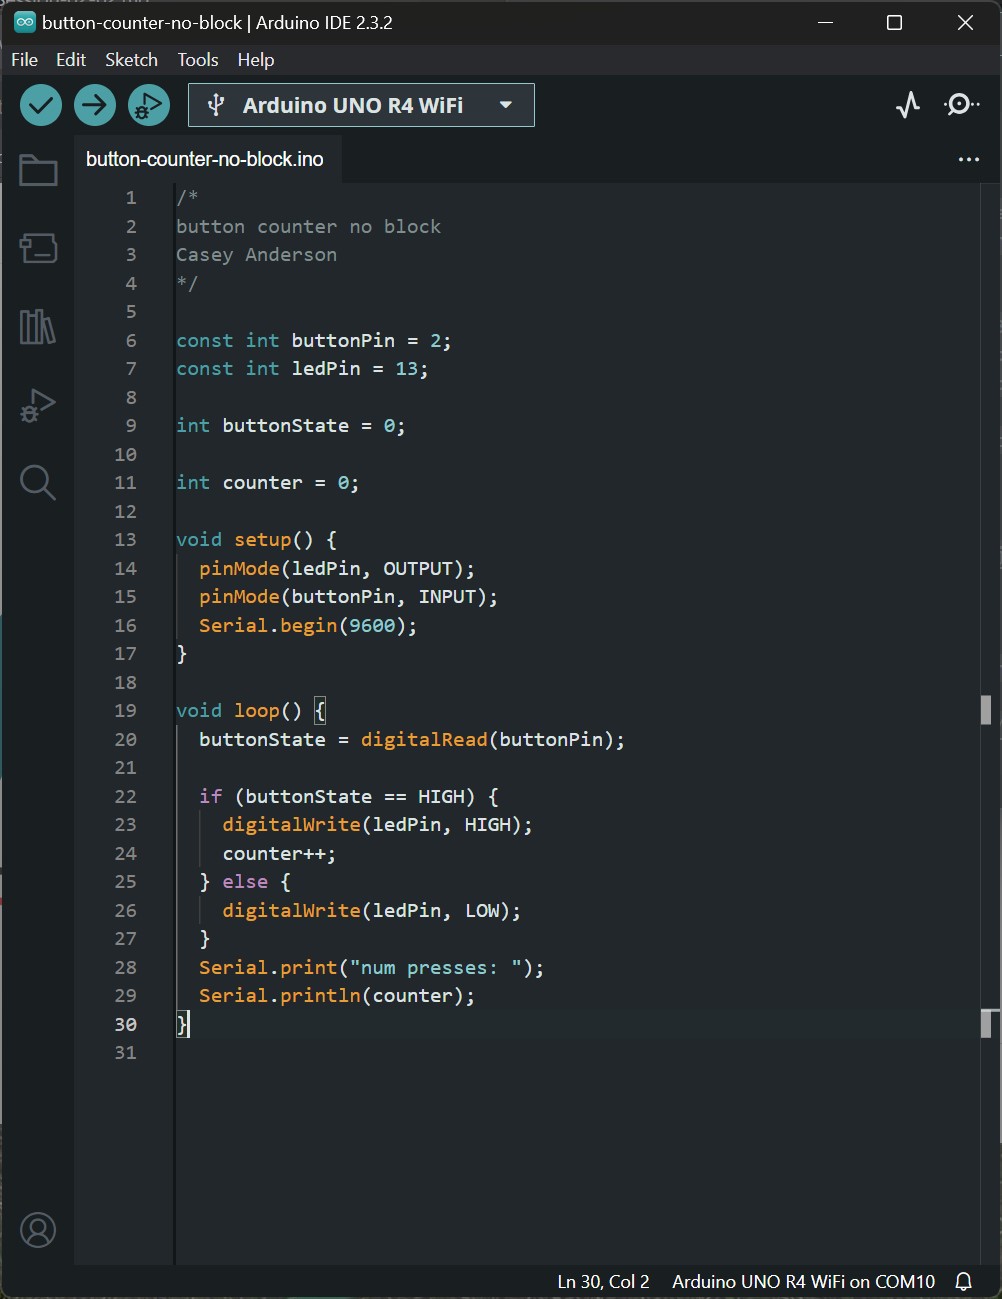 button-counter-no-block | Arduino IDE 2.3.2
File Edit Sketch Tools Help
Arduino UNO R4 WiFi
button-counter-no-block.ino
1 /*
2 button counter no block
3 Casey Anderson
4 */
5
6 const int buttonPin = 2;
7 const int ledPin = 13;
8
9 int buttonState = 0;
10
11 int counter = 0;
12
13 void setup() {
14   pinMode(ledPin, OUTPUT);
15   pinMode(buttonPin, INPUT);
16   Serial.begin(9600);
17 }
18
19 void loop() {
20   buttonState = digitalRead(buttonPin);
21
22   if (buttonState == HIGH) {
23     digitalWrite(ledPin, HIGH);
24     counter++;
25   } else {
26     digitalWrite(ledPin, LOW);
27   }
28   Serial.print("num presses: ");
29   Serial.println(counter);
30 }
31
Ln 30, Col 2 Arduino UNO R4 WiFi on COM10